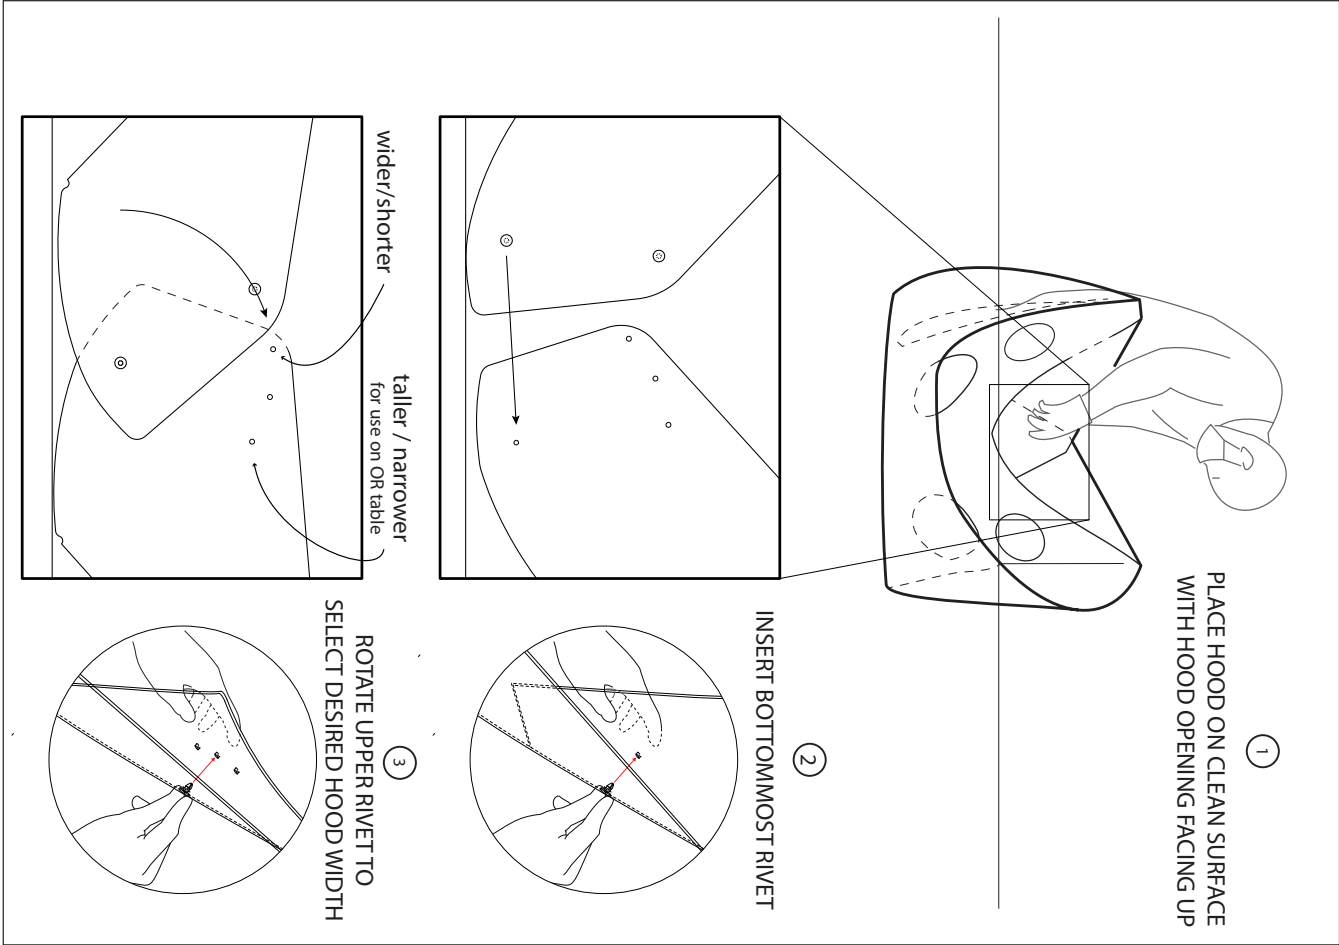 1
PLACE HOOD ON CLEAN SURFACE
WITH HOOD OPENING FACING UP
2
INSERT BOTTOMMOST RIVET
wider/shorter
taller / narrower
for use on OR table
3
ROTATE UPPER RIVET TO
SELECT DESIRED HOOD WIDTH